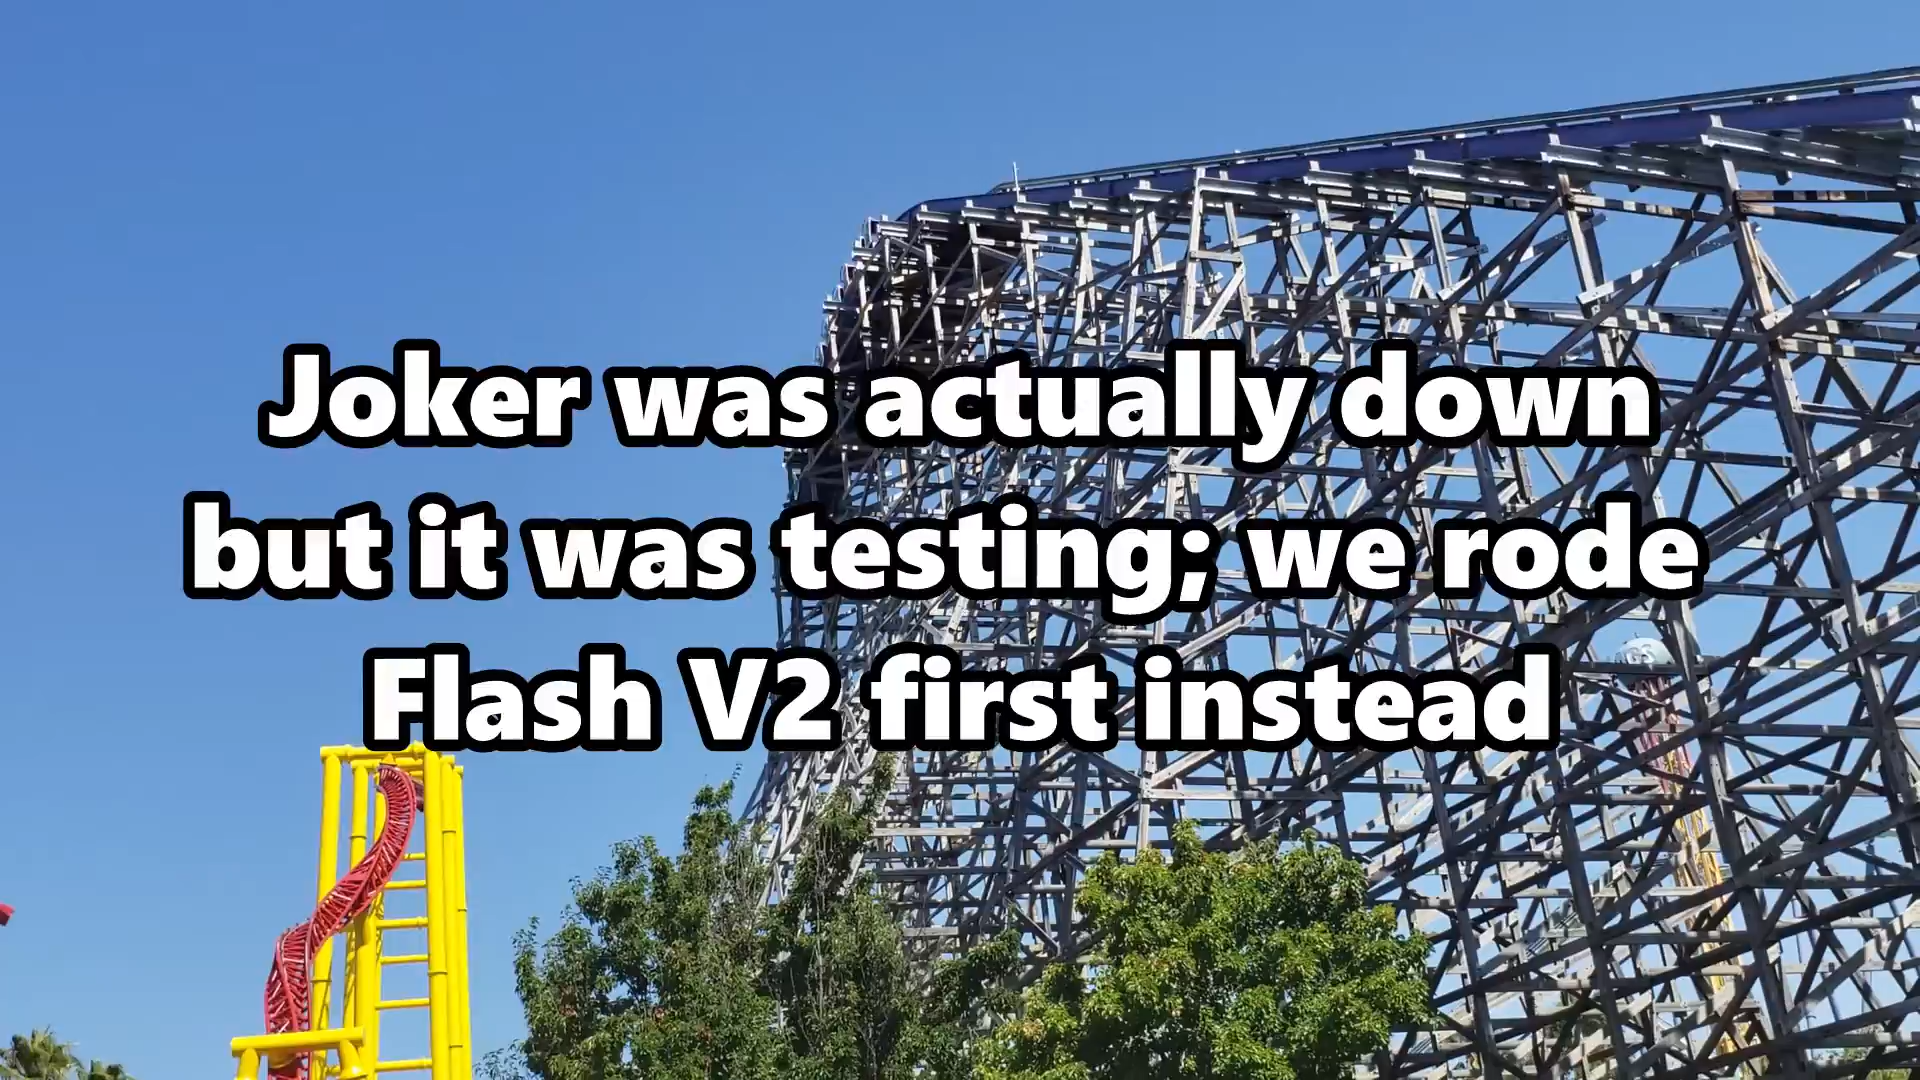 Joker was actually down
but it was testing; we rode
Flash V2 first instead